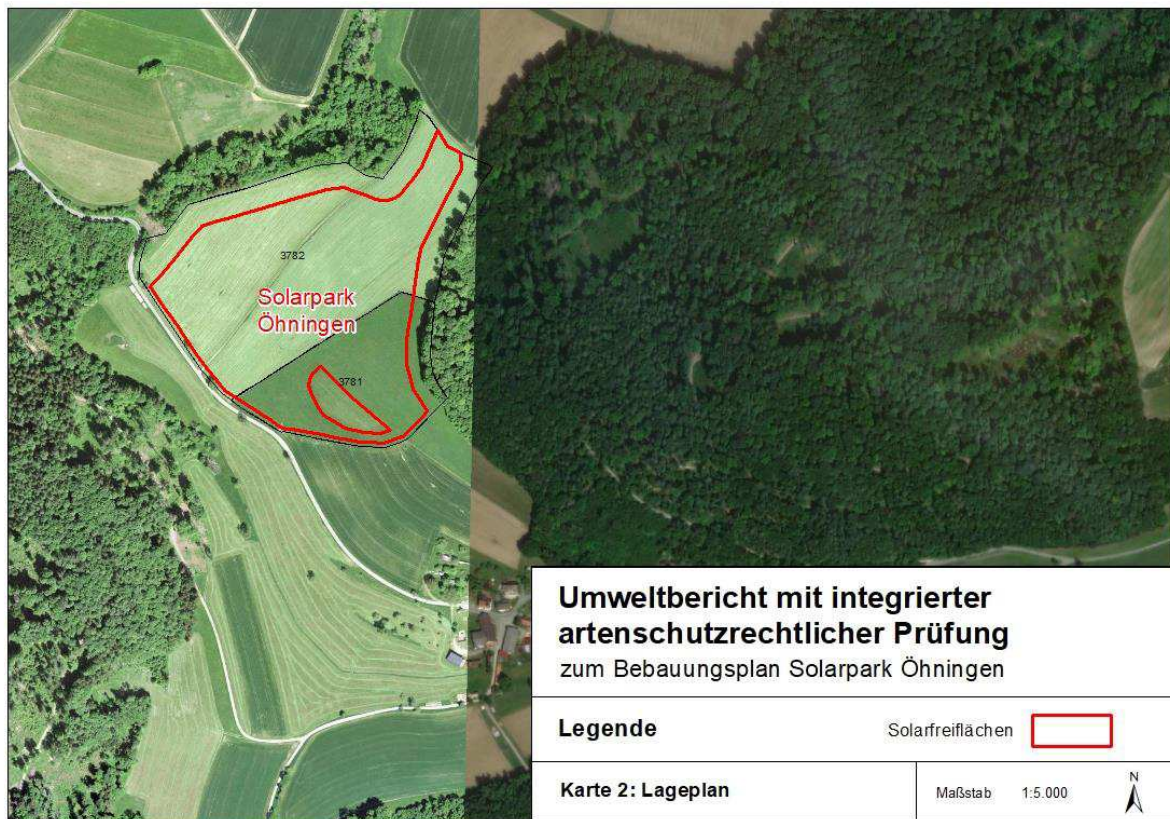 3782
Solarpark
Öhningen
3781
Umweltbericht mit integrierter
artenschutzrechtlicher Prüfung
zum Bebauungsplan Solarpark Öhningen
Legende
Solarfreiflächen
Karte 2: Lageplan
Maßstab 1:5.000
N